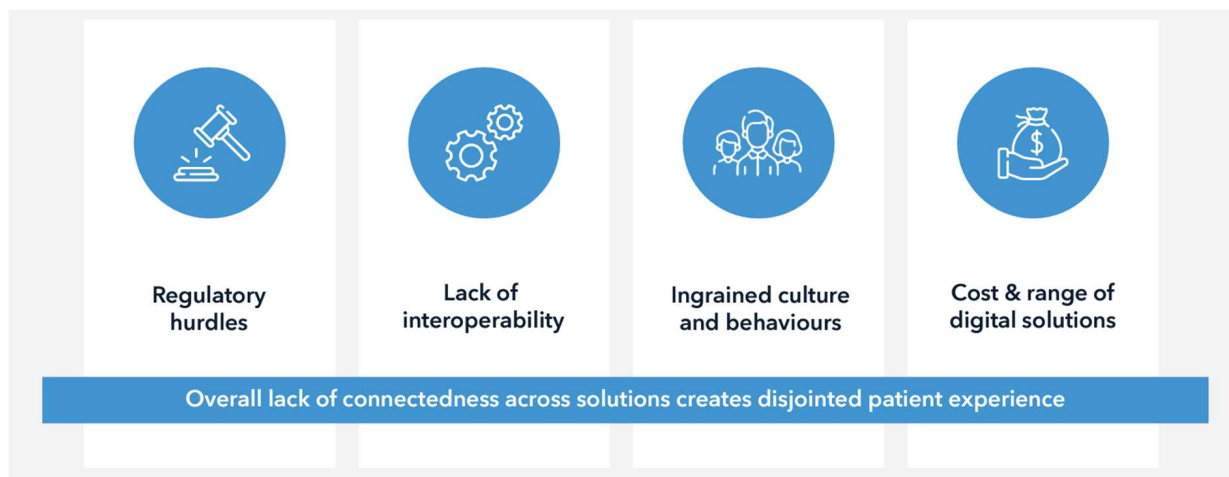 $
Regulatory
hurdles
Lack of
interoperability
Ingrained culture
and behaviours
Cost & range of
digital solutions
Overall lack of connectedness across solutions creates disjointed patient experience